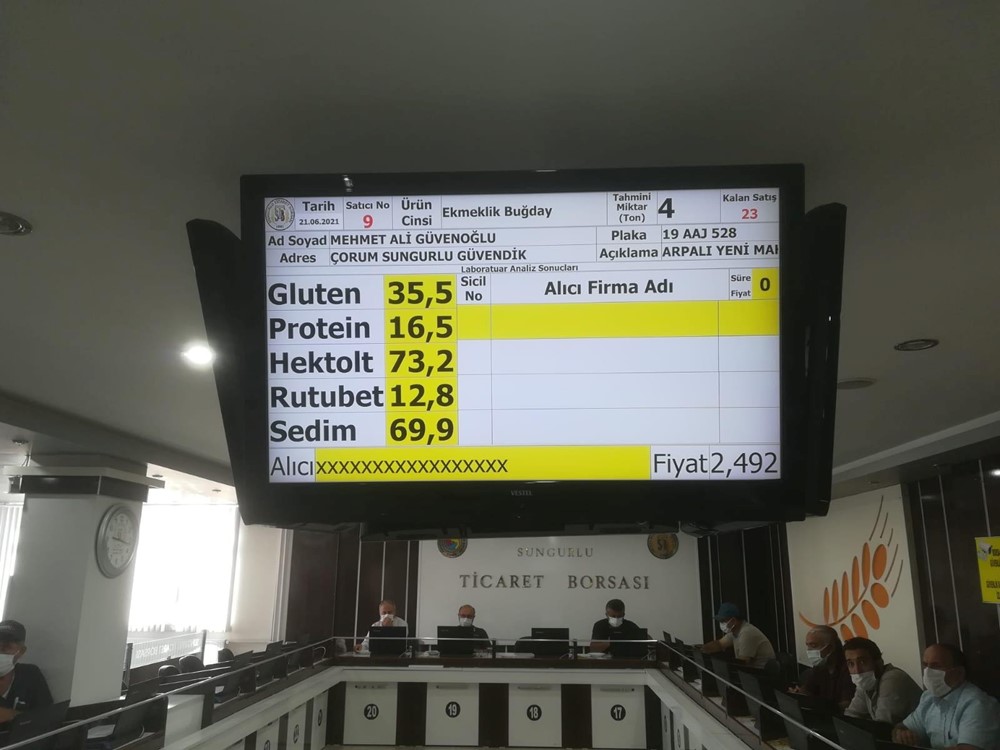 Tarih Satıcı No Ürün Cinsi Ekmeklik Buğday Tahmini Miktar (Ton) 4 Kalan Satış
21.06.2021 9 23
Ad Soyad MEHMET ALİ GÜVENOĞLU Plaka 19 AAJ 528
Adres ÇORUM SUNGURLU GÜVENDİK Açıklama ARPALI YENİ MAH
Laboratuar Analiz Sonuçları
Gluten 35,5 Sicil No Alıcı Firma Adı Süre Fiyat 0
Protein 16,5
Hektolt 73,2
Rutubet 12,8
Sedim 69,9
Alıcı xxxxxxxxxxxxxxxxx Fiyat 2,492
VESTEL
SUNGURLU
TİCARET BORSASI
20 19 18 17